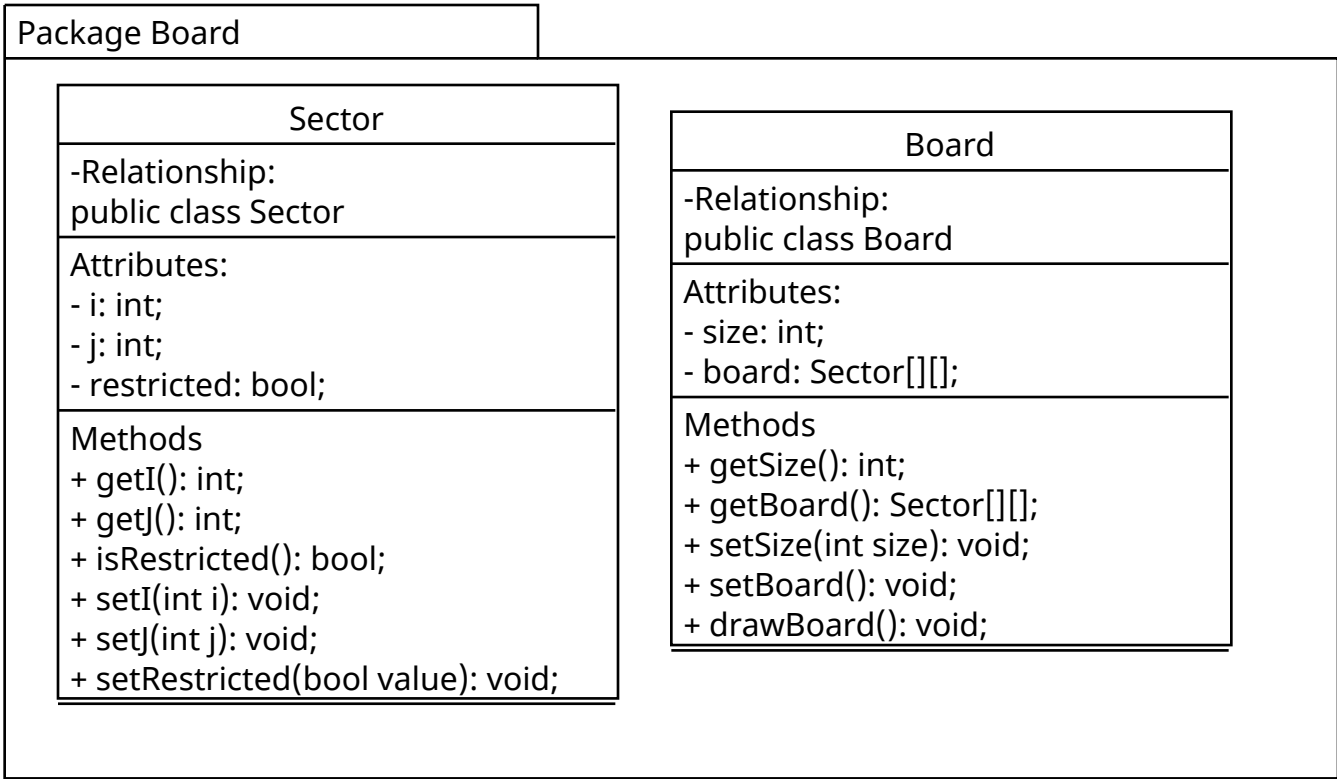 Package Board
Sector
-Relationship:
public class Sector
Attributes:
- i: int;
- j: int;
- restricted: bool;
Methods
+ getI(): int;
+ getJ(): int;
+ isRestricted(): bool;
+ setI(int i): void;
+ setJ(int j): void;
+ setRestricted(bool value): void;
Board
-Relationship:
public class Board
Attributes:
- size: int;
- board: Sector[][];
Methods
+ getSize(): int;
+ getBoard(): Sector[][];
+ setSize(int size): void;
+ setBoard(): void;
+ drawBoard(): void;